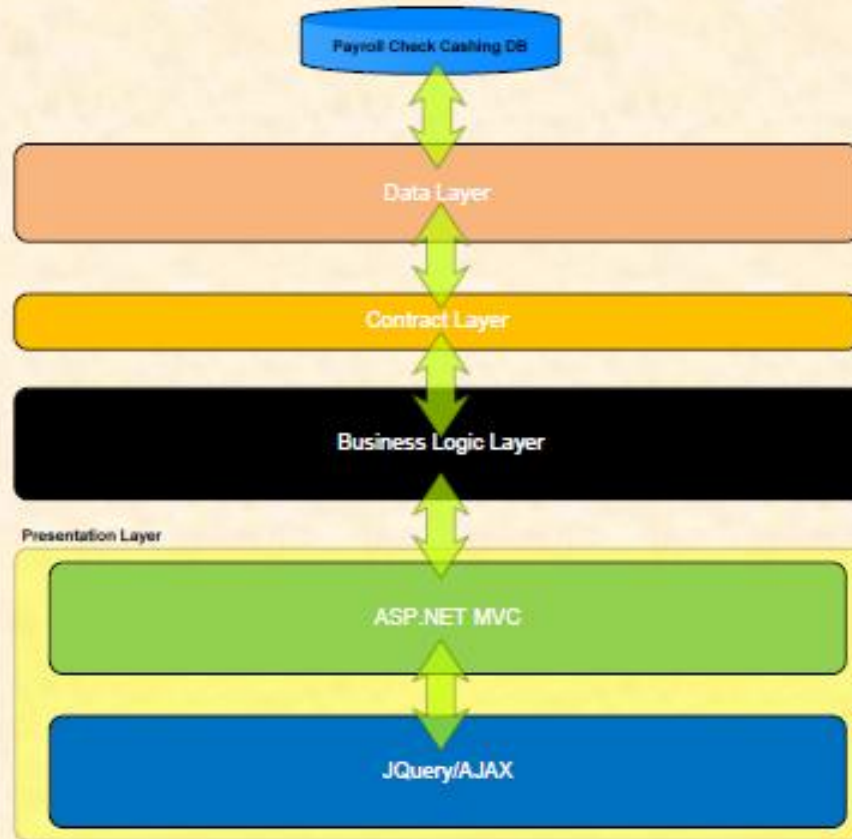 Payroll Check Cashing DB
Data Layer
Contract Layer
Business Logic Layer
Presentation Layer
ASP.NET MVC
JQuery/AJAX